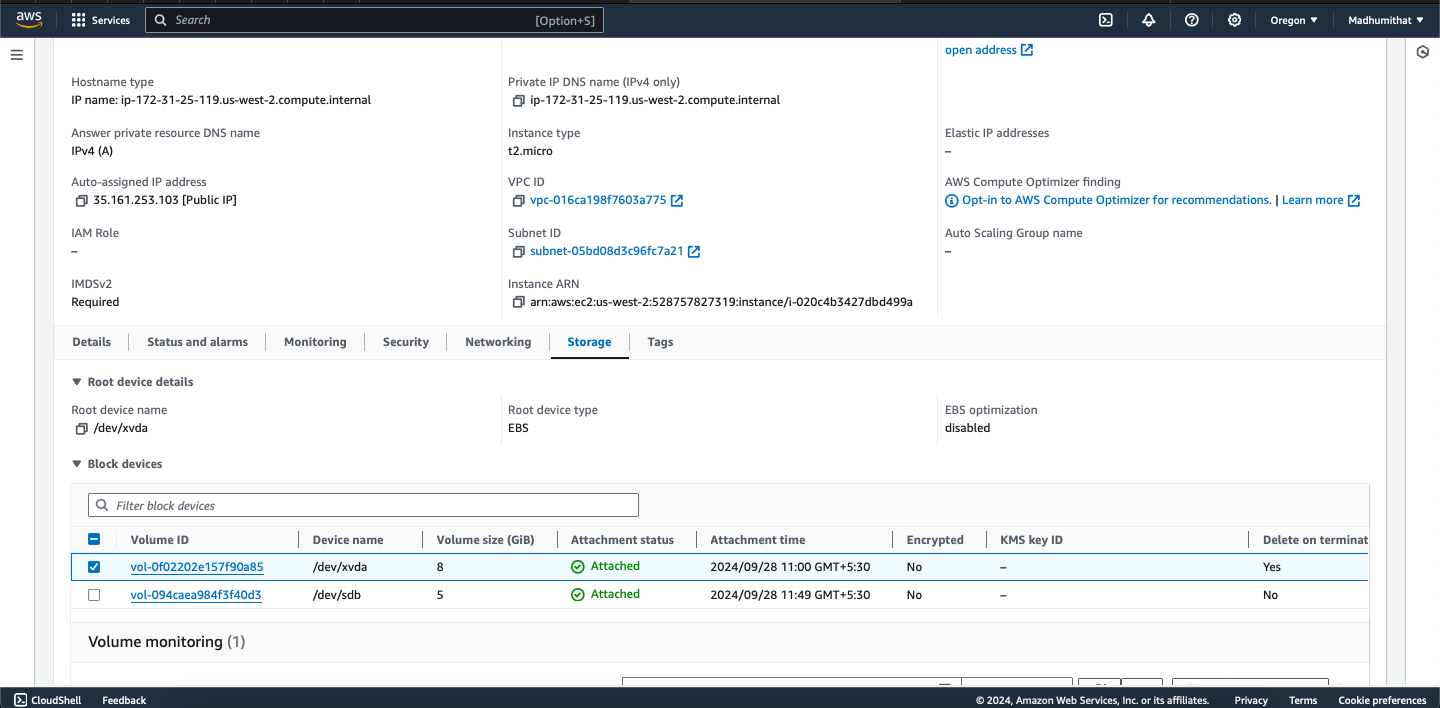 aws Services Search [Option+S] Oregon ▼ Madhumithat ▼
open address
Hostname type
IP name: ip-172-31-25-119.us-west-2.compute.internal
Private IP DNS name (IPv4 only)
ip-172-31-25-119.us-west-2.compute.internal
Answer private resource DNS name
IPv4 (A)
Instance type
t2.micro
Elastic IP addresses
–
Auto-assigned IP address
35.161.253.103 [Public IP]
VPC ID
vpc-016ca198f7603a775
AWS Compute Optimizer finding
Opt-in to AWS Compute Optimizer for recommendations. | Learn more
IAM Role
–
Subnet ID
subnet-05bd08d3c96fc7a21
Auto Scaling Group name
–
IMDSv2
Required
Instance ARN
arn:aws:ec2:us-west-2:528757827319:instance/i-020c4b3427dbd499a
Details Status and alarms Monitoring Security Networking Storage Tags
▼ Root device details
Root device name
/dev/xvda
Root device type
EBS
EBS optimization
disabled
▼ Block devices
Filter block devices
Volume ID Device name Volume size (GiB) Attachment status Attachment time Encrypted KMS key ID Delete on terminat
vol-0f02202e157f90a85 /dev/xvda 8 Attached 2024/09/28 11:00 GMT+5:30 No – Yes
vol-094caea984f3f40d3 /dev/sdb 5 Attached 2024/09/28 11:49 GMT+5:30 No – No
Volume monitoring (1)
CloudShell Feedback © 2024, Amazon Web Services, Inc. or its affiliates. Privacy Terms Cookie preferences